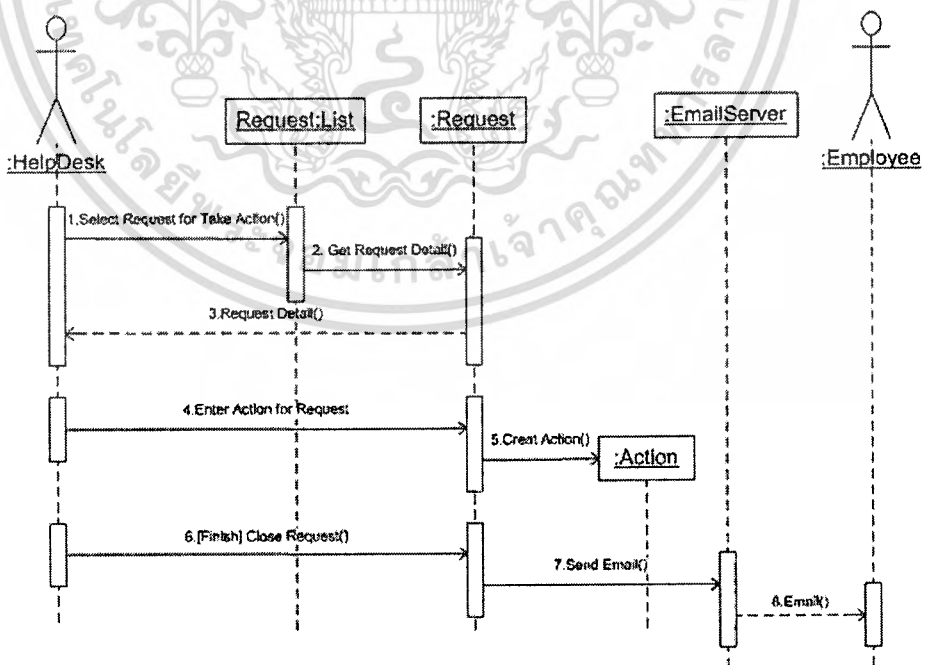 Request:List
:Request
:EmailServer
:HelpDesk
:Employee
1.Select Request for Take Action()
2. Get Request Detail()
3.Request Detail()
4.Enter Action for Request
5.Creat Action()
:Action
6.[Finish] Close Request()
7.Send Email()
8.Email()